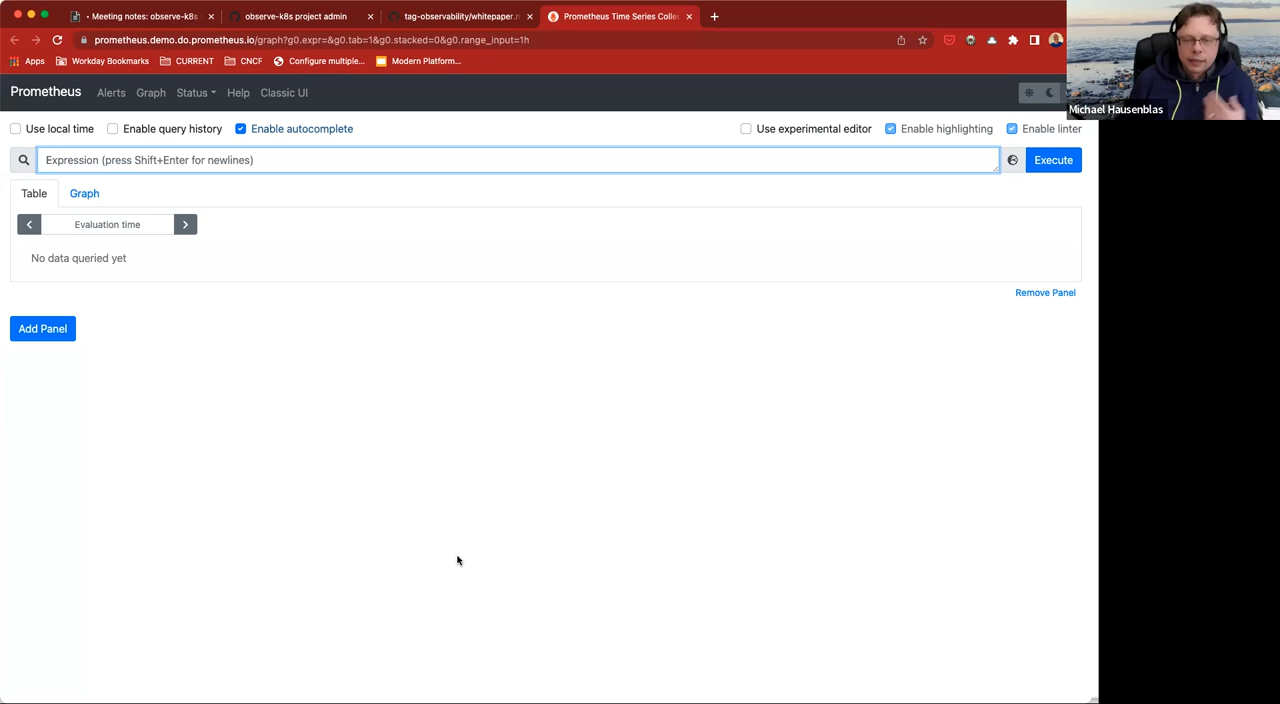 • Meeting notes: observe-k8s
observe-k8s project admin
tag-observability/whitepaper.m
Prometheus Time Series Collec
prometheus.demo.do.prometheus.io/graph?g0.expr=&g0.tab=1&g0.stacked=0&g0.range_input=1h
Apps
Workday Bookmarks
CURRENT
CNCF
Configure multiple...
Modern Platform...
Prometheus
Alerts
Graph
Status
Help
Classic UI
Michael Hausenblas
Use local time
Enable query history
Enable autocomplete
Use experimental editor
Enable highlighting
Enable linter
Expression (press Shift+Enter for newlines)
Execute
Table
Graph
Evaluation time
No data queried yet
Remove Panel
Add Panel